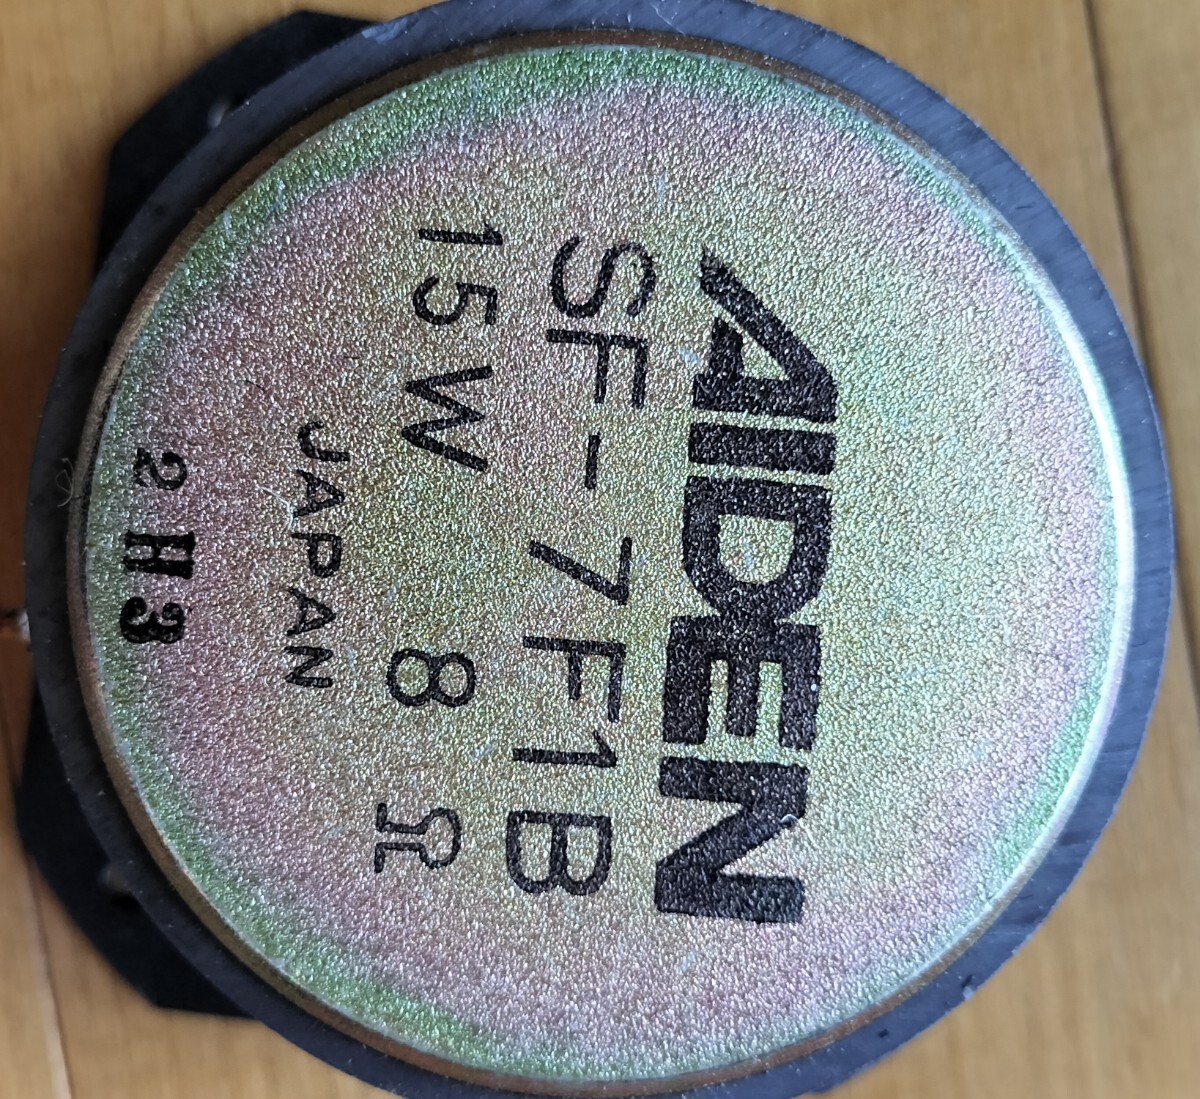 AIDEN
SF-7F1B
15W 8Ω
JAPAN
2H3